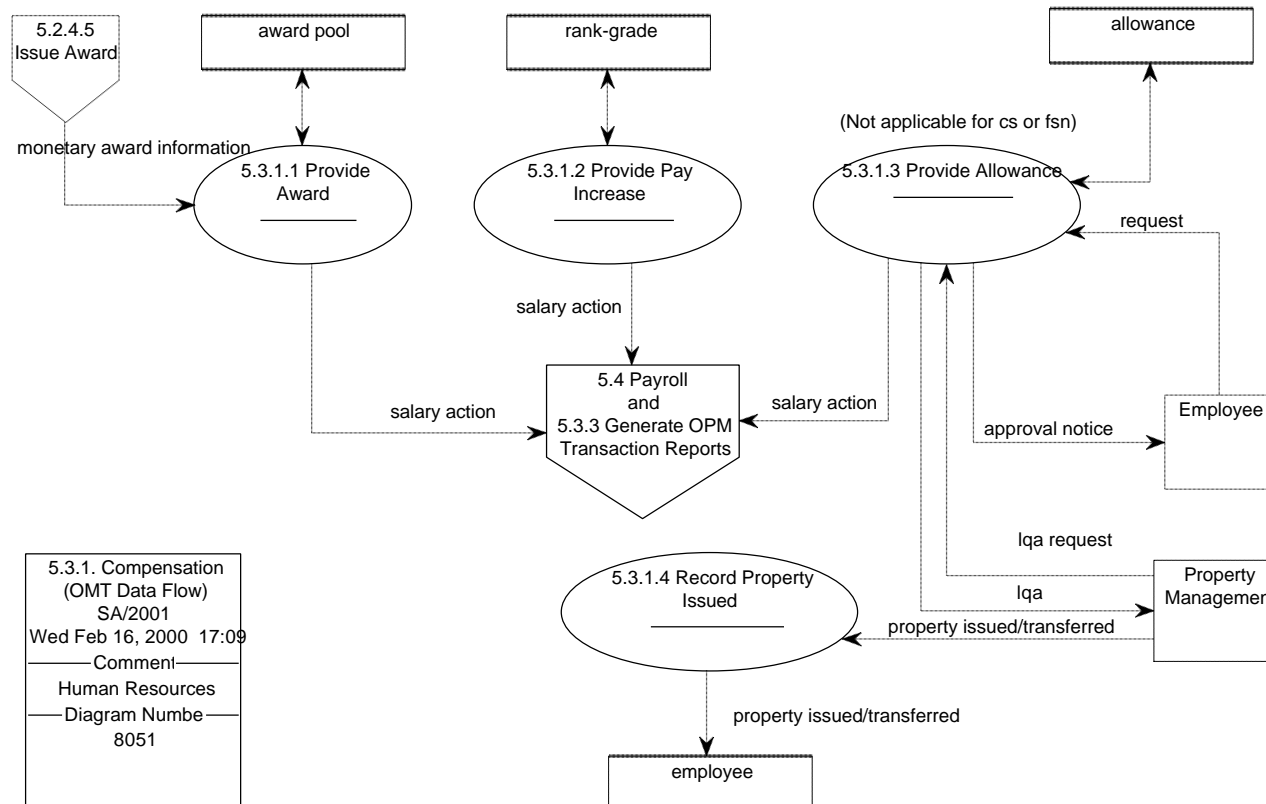 5.2.4.5
Issue Award
award pool
rank-grade
allowance
monetary award information
(Not applicable for cs or fsn)
5.3.1.1 Provide
Award
5.3.1.2 Provide Pay
Increase
5.3.1.3 Provide Allowance
request
salary action
5.4 Payroll
and
5.3.3 Generate OPM
Transaction Reports
salary action
salary action
Employee
approval notice
lqa request
Property
Managemen
lqa
property issued/transferred
5.3.1.4 Record Property
Issued
property issued/transferred
employee
5.3.1. Compensation
(OMT Data Flow)
SA/2001
Wed Feb 16, 2000 17:09
Comment
Human Resources
Diagram Numbe
8051